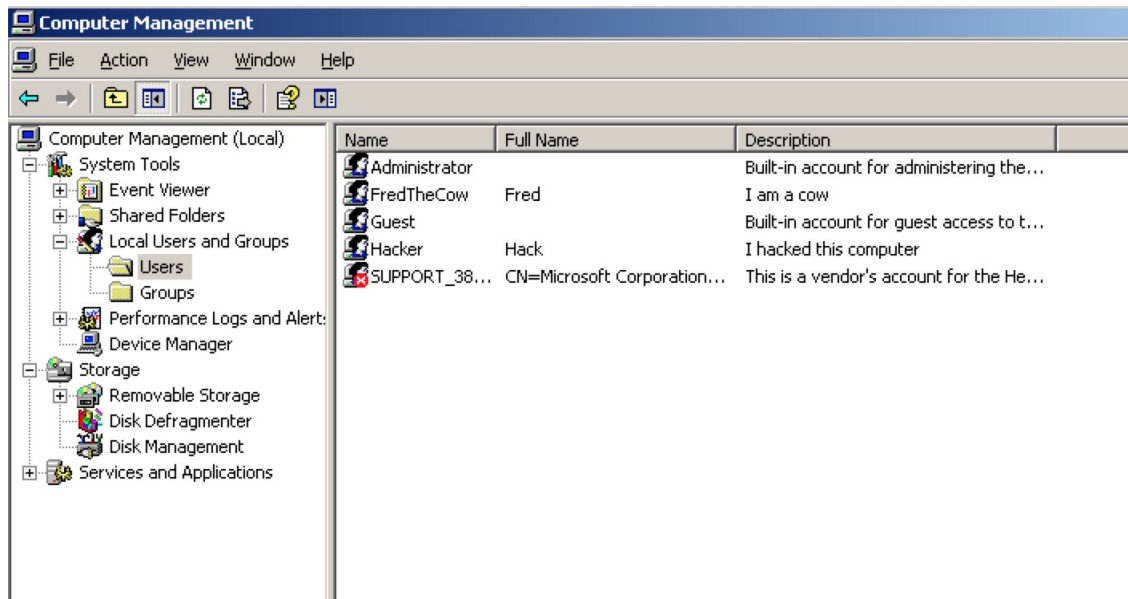 Computer Management
File Action View Window Help
Computer Management (Local)
System Tools
Event Viewer
Shared Folders
Local Users and Groups
Users
Groups
Performance Logs and Alerts
Device Manager
Storage
Removable Storage
Disk Defragmenter
Disk Management
Services and Applications
Name Full Name Description
Administrator Built-in account for administering the...
FredTheCow Fred I am a cow
Guest Built-in account for guest access to t...
Hacker Hack I hacked this computer
SUPPORT_38... CN=Microsoft Corporation... This is a vendor's account for the He...